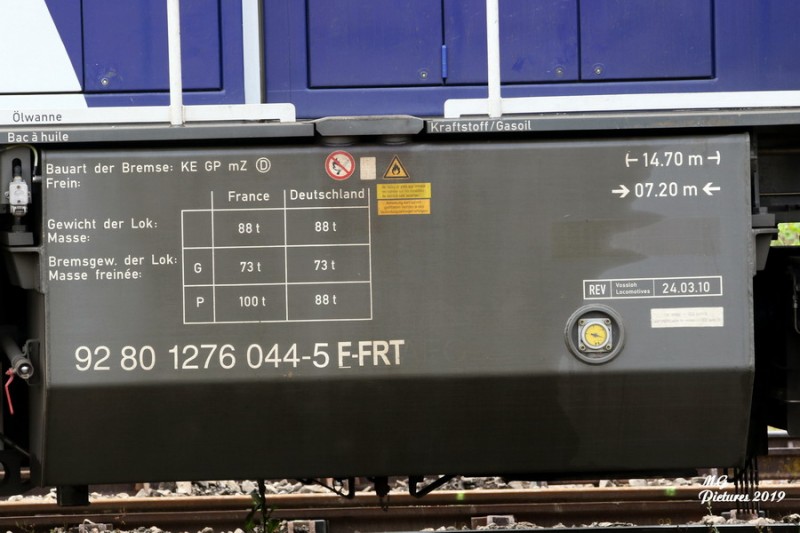 Ölwanne
Bac à huile
Kraftstoff/Gasoil
Bauart der Bremse: KE GP mZ D
Frein:
14.70 m
07.20 m
France Deutschland
Gewicht der Lok: 88 t 88 t
Masse:
Bremsgew. der Lok: G 73 t 73 t
Masse freinée:
P 100 t 88 t
REV Vossloh Locomotives 24.03.10
92 80 1276 044-5 F-FRT
MG
Pictures 2019